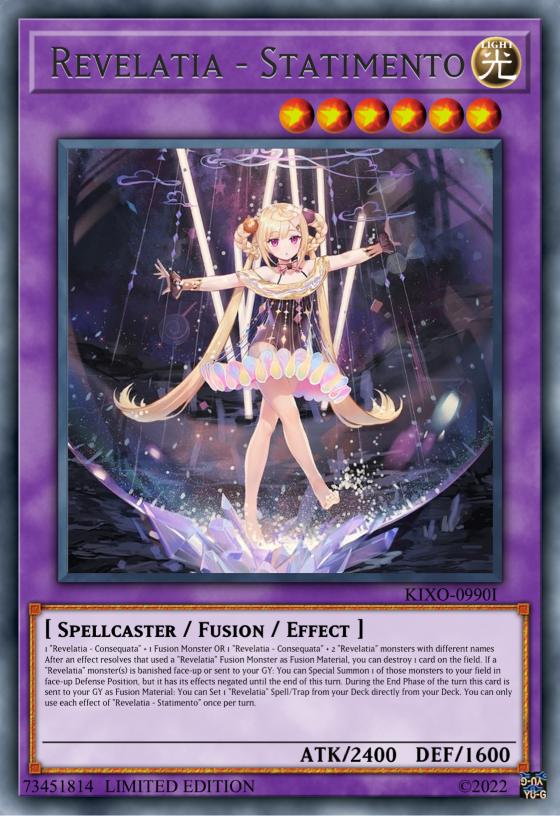 REVELATIA - STATIMENTO
LIGHT
光
KIXO-0990I
[ SPELLCASTER / FUSION / EFFECT ]
1 "Revelatia - Consequata" + 1 Fusion Monster OR 1 "Revelatia - Consequata" + 2 "Revelatia" monsters with different names
After an effect resolves that used a "Revelatia" Fusion Monster as Fusion Material, you can destroy 1 card on the field. If a
"Revelatia" monster(s) is banished face-up or sent to your GY: You can Special Summon 1 of those monsters to your field in
face-up Defense Position, but it has its effects negated until the end of this turn. During the End Phase of the turn this card is
sent to your GY as Fusion Material: You can Set 1 "Revelatia" Spell/Trap from your Deck directly from your Deck. You can only
use each effect of "Revelatia - Statimento" once per turn.
ATK/2400 DEF/1600
73451814 LIMITED EDITION
©2022
YU-G
YU-G